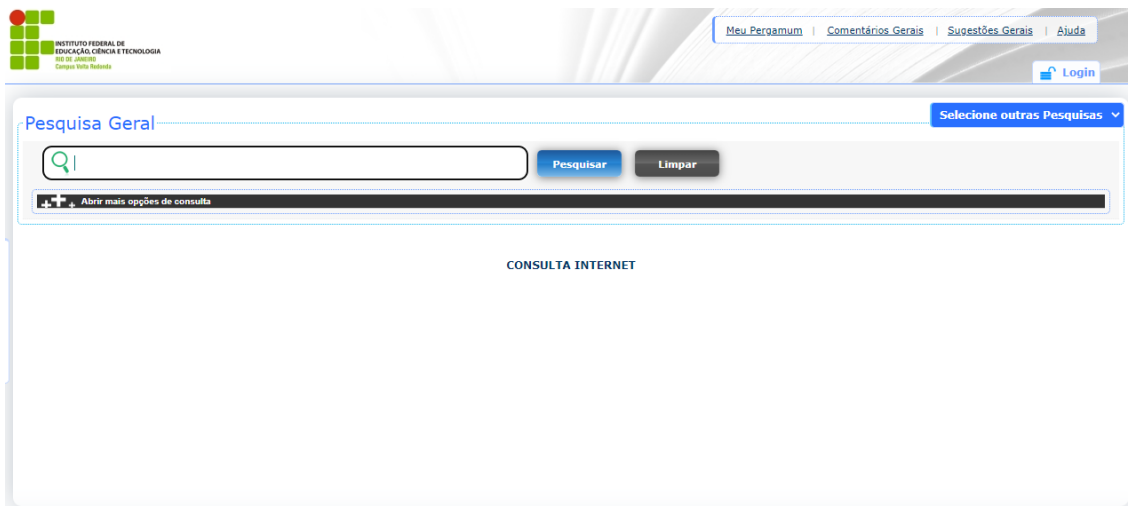 INSTITUTO FEDERAL DE
EDUCAÇÃO, CIÊNCIA E TECNOLOGIA
RIO DE JANEIRO
Campus Volta Redonda
Meu Pergamum | Comentários Gerais | Sugestões Gerais | Ajuda
Login
Pesquisa Geral
Selecione outras Pesquisas
Pesquisar
Limpar
Abrir mais opções de consulta
CONSULTA INTERNET